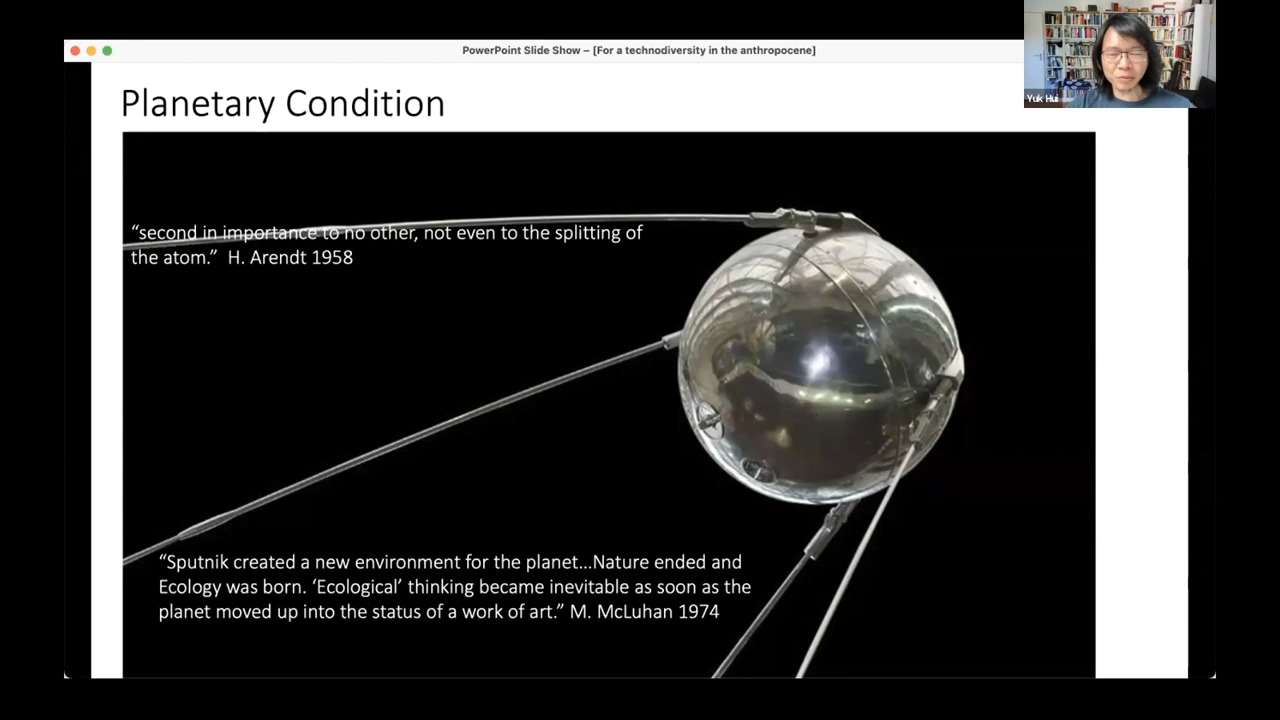 PowerPoint Slide Show – [For a technodiversity in the anthropocene]
Yuk Hui
Planetary Condition
“second in importance to no other, not even to the splitting of
the atom.” H. Arendt 1958
“Sputnik created a new environment for the planet…Nature ended and
Ecology was born. ‘Ecological’ thinking became inevitable as soon as the
planet moved up into the status of a work of art.” M. McLuhan 1974